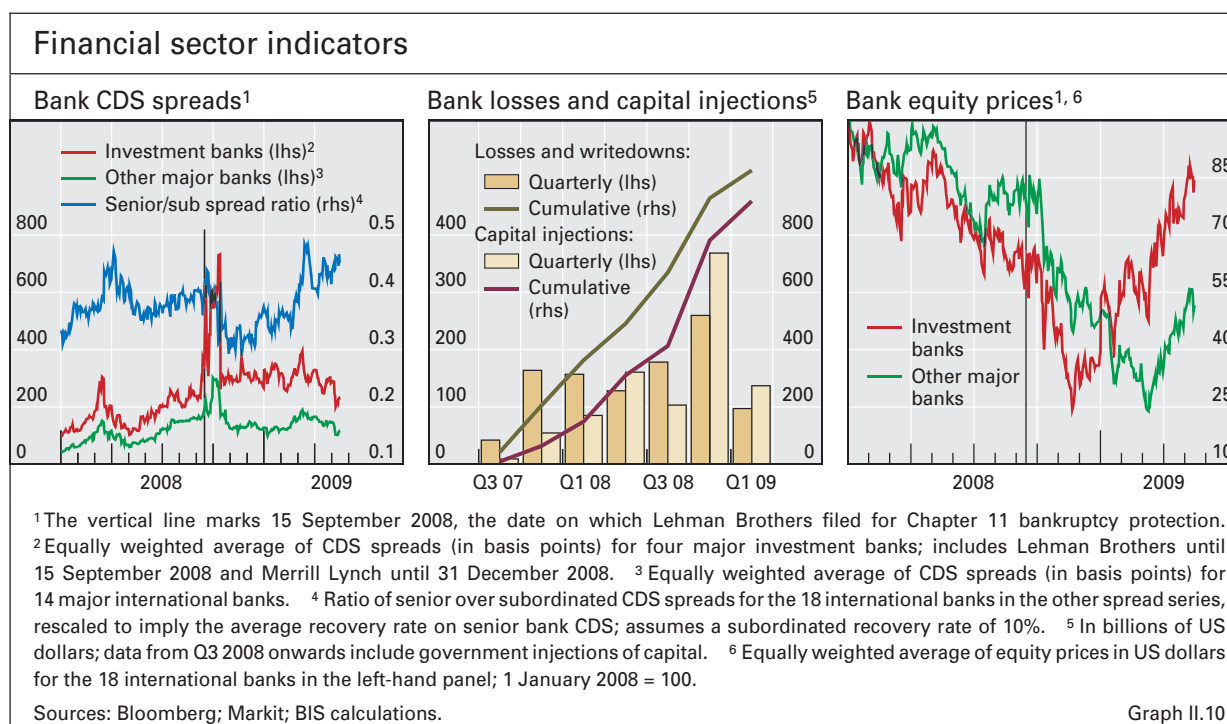 Financial sector indicators
Bank CDS spreads¹
Bank losses and capital injections⁵
Bank equity prices¹, ⁶
Investment banks (lhs)²
Other major banks (lhs)³
Senior/sub spread ratio (rhs)⁴
800
600
400
200
0
0.5
0.4
0.3
0.2
0.1
2008
2009
Losses and writedowns:
Quarterly (lhs)
Cumulative (rhs)
Capital injections:
Quarterly (lhs)
Cumulative
(rhs)
400
300
200
100
0
800
600
400
200
0
Q3 07
Q1 08
Q3 08
Q1 09
Investment
banks
Other major
banks
85
70
55
40
25
10
2008
2009
¹ The vertical line marks 15 September 2008, the date on which Lehman Brothers filed for Chapter 11 bankruptcy protection.
² Equally weighted average of CDS spreads (in basis points) for four major investment banks; includes Lehman Brothers until
15 September 2008 and Merrill Lynch until 31 December 2008. ³ Equally weighted average of CDS spreads (in basis points) for
14 major international banks. ⁴ Ratio of senior over subordinated CDS spreads for the 18 international banks in the other spread series,
rescaled to imply the average recovery rate on senior bank CDS; assumes a subordinated recovery rate of 10%. ⁵ In billions of US
dollars; data from Q3 2008 onwards include government injections of capital. ⁶ Equally weighted average of equity prices in US dollars
for the 18 international banks in the left-hand panel; 1 January 2008 = 100.
Sources: Bloomberg; Markit; BIS calculations.
Graph II.10